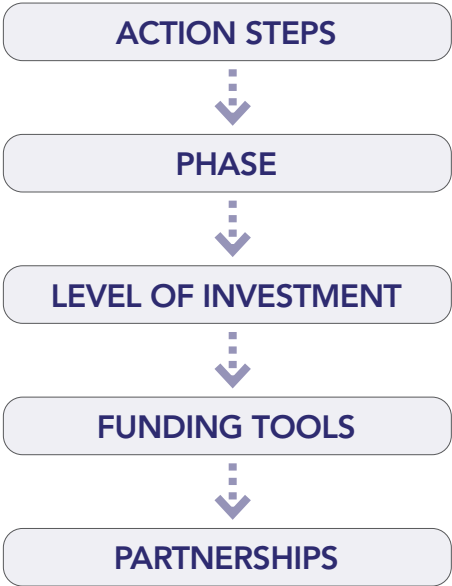 ACTION STEPS
PHASE
LEVEL OF INVESTMENT
FUNDING TOOLS
PARTNERSHIPS